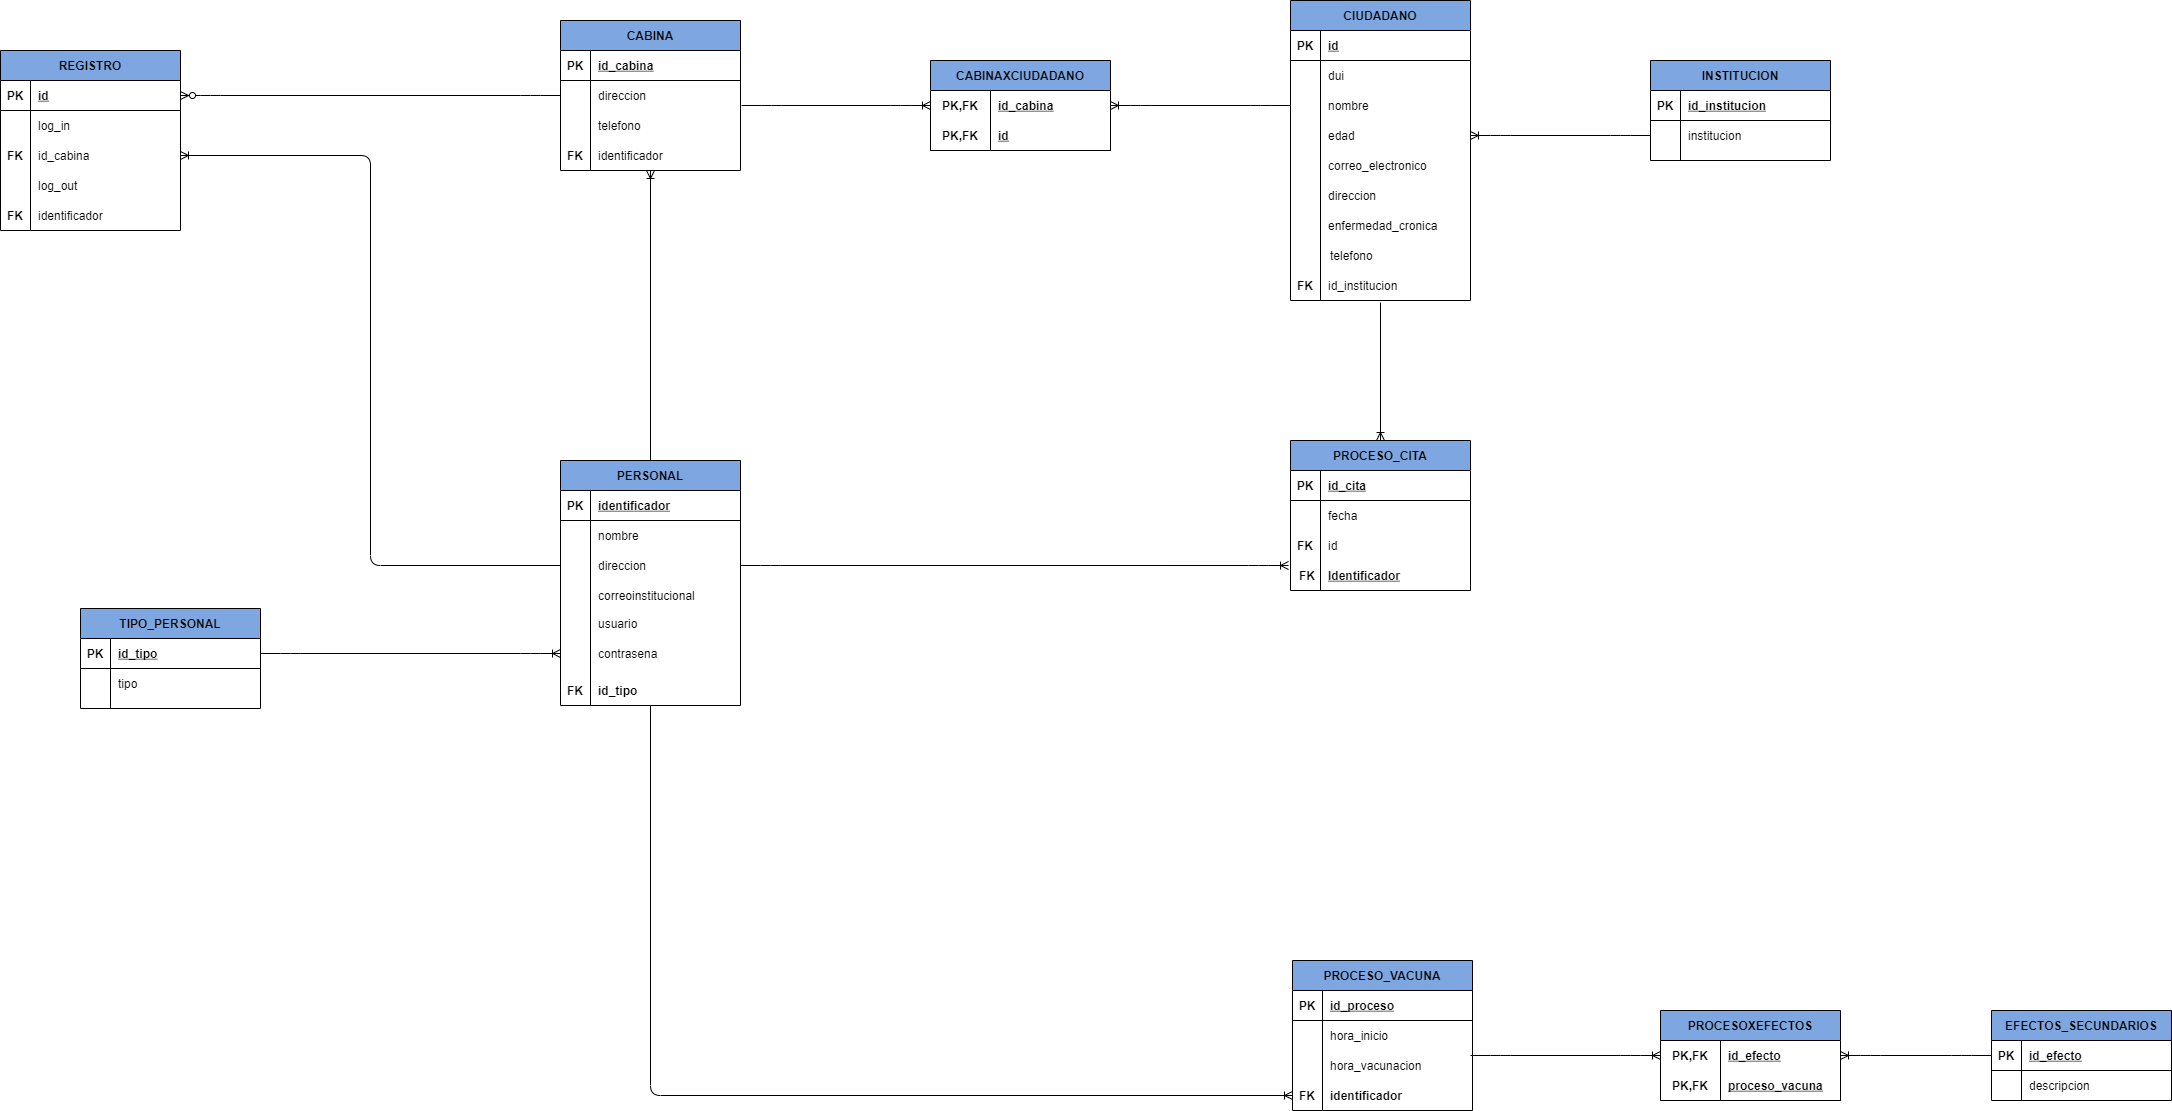 REGISTRO
PK id
log_in
FK id_cabina
log_out
FK identificador
CABINA
PK id_cabina
direccion
telefono
FK identificador
CABINAXCIUDADANO
PK,FK id_cabina
PK,FK id
CIUDADANO
PK id
dui
nombre
edad
correo_electronico
direccion
enfermedad_cronica
telefono
FK id_institucion
INSTITUCION
PK id_institucion
institucion
PERSONAL
PK identificador
nombre
direccion
correoinstitucional
usuario
contrasena
FK id_tipo
PROCESO_CITA
PK id_cita
fecha
FK id
FK Identificador
TIPO_PERSONAL
PK id_tipo
tipo
PROCESO_VACUNA
PK id_proceso
hora_inicio
hora_vacunacion
FK identificador
PROCESOXEFECTOS
PK,FK id_efecto
PK,FK proceso_vacuna
EFECTOS_SECUNDARIOS
PK id_efecto
descripcion